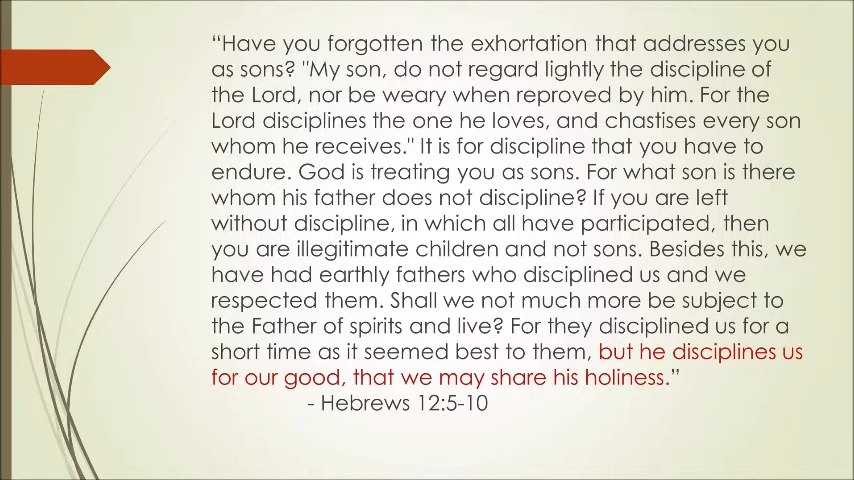 “Have you forgotten the exhortation that addresses you
as sons? "My son, do not regard lightly the discipline of
the Lord, nor be weary when reproved by him. For the
Lord disciplines the one he loves, and chastises every son
whom he receives." It is for discipline that you have to
endure. God is treating you as sons. For what son is there
whom his father does not discipline? If you are left
without discipline, in which all have participated, then
you are illegitimate children and not sons. Besides this, we
have had earthly fathers who disciplined us and we
respected them. Shall we not much more be subject to
the Father of spirits and live? For they disciplined us for a
short time as it seemed best to them, but he disciplines us
for our good, that we may share his holiness.”
- Hebrews 12:5-10